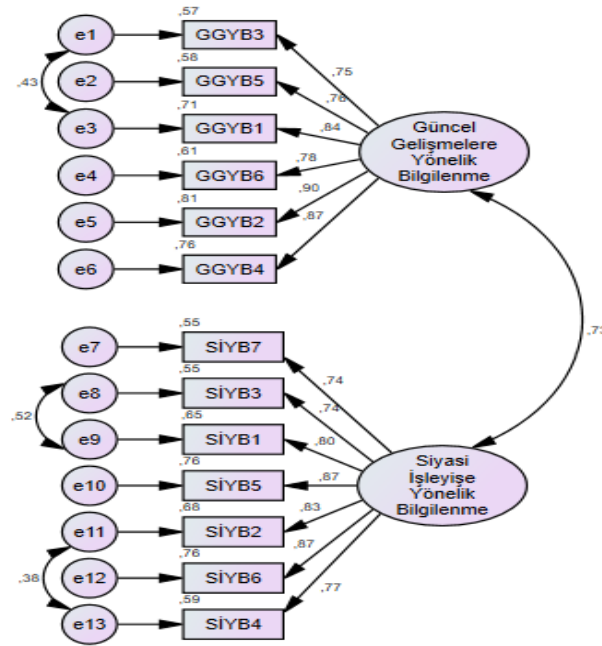 ,57
e1 GGYB3
,75
,58
e2 GGYB5
,76
,43
,71
e3 GGYB1
,84
Güncel
Gelişmelere
Yönelik
Bilgilenme
,61
e4 GGYB6
,78
,81
e5 GGYB2
,90
,76
e6 GGYB4
,87
,73
,55
e7 SİYB7
,74
,55
e8 SİYB3
,74
,52
,65
e9 SİYB1
,80
,76
e10 SİYB5
,87
Siyasi
İşleyişe
Yönelik
Bilgilenme
,68
e11 SİYB2
,83
,38
,76
e12 SİYB6
,87
,59
e13 SİYB4
,77